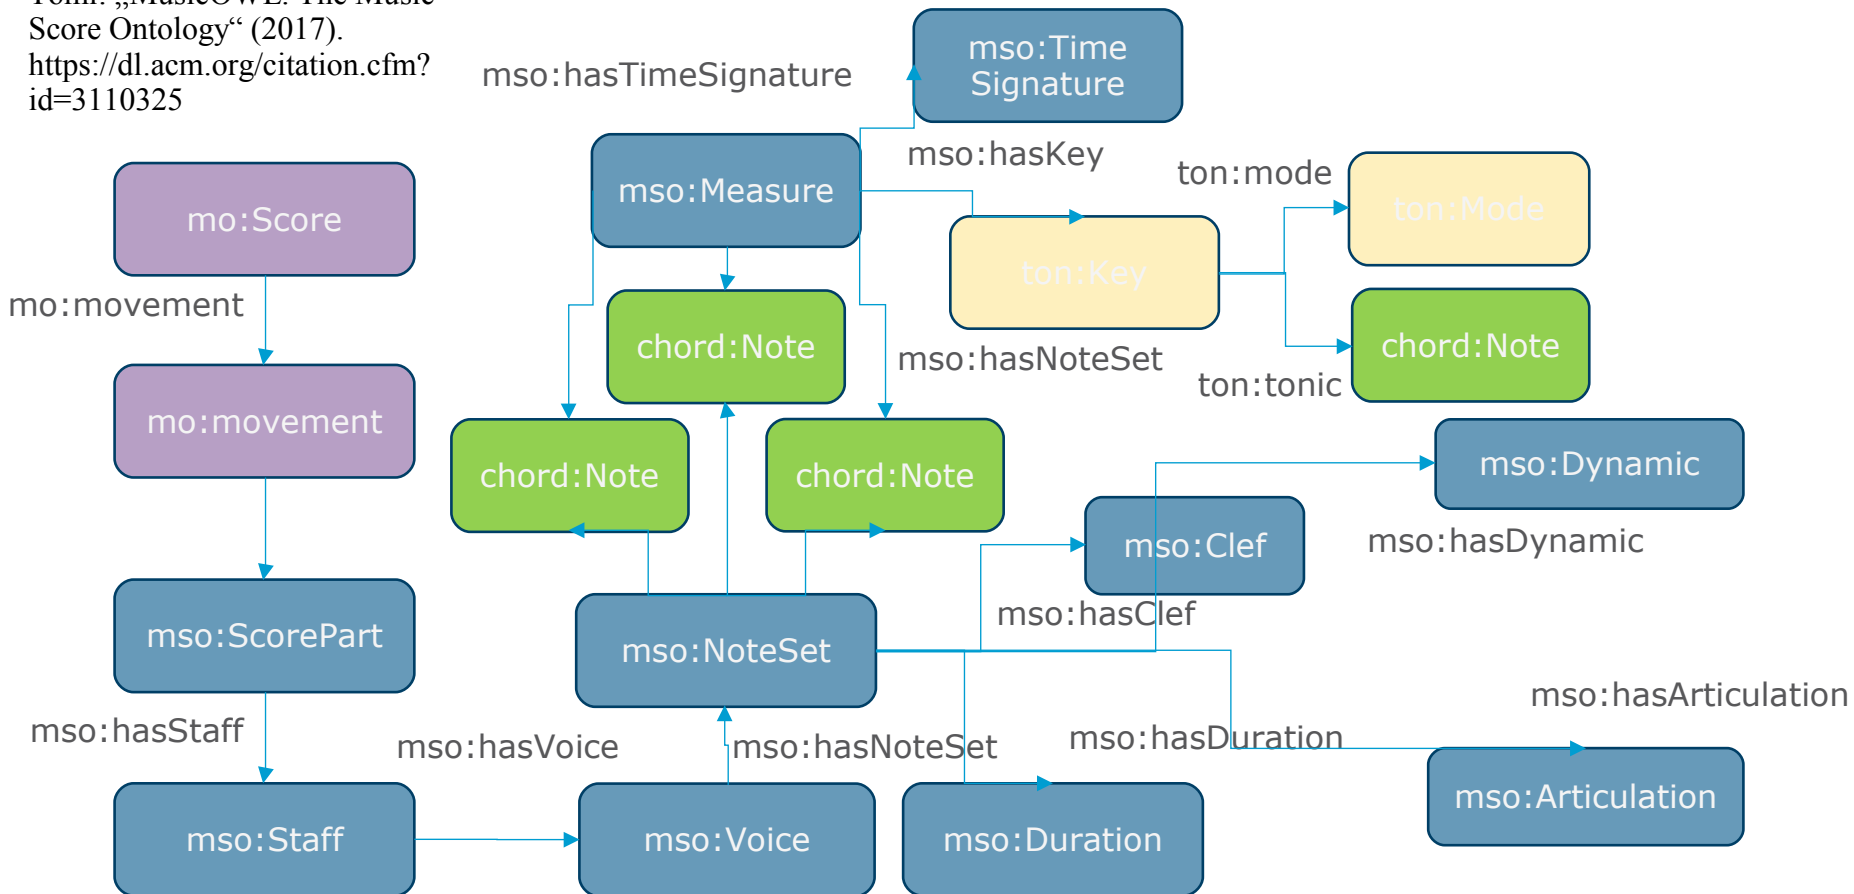 Score Ontology“ (2017).
https://dl.acm.org/citation.cfm?
id=3110325
mso:hasTimeSignature
mso:Time
Signature
mso:Measure
mso:hasKey
ton:mode
ton:Mode
mo:Score
ton:Key
mo:movement
chord:Note
mso:hasNoteSet
chord:Note
ton:tonic
mo:movement
chord:Note
chord:Note
mso:Dynamic
mso:Clef
mso:hasDynamic
mso:hasClef
mso:ScorePart
mso:NoteSet
mso:hasArticulation
mso:hasStaff
mso:hasVoice
mso:hasNoteSet
mso:hasDuration
mso:Articulation
mso:Staff
mso:Voice
mso:Duration